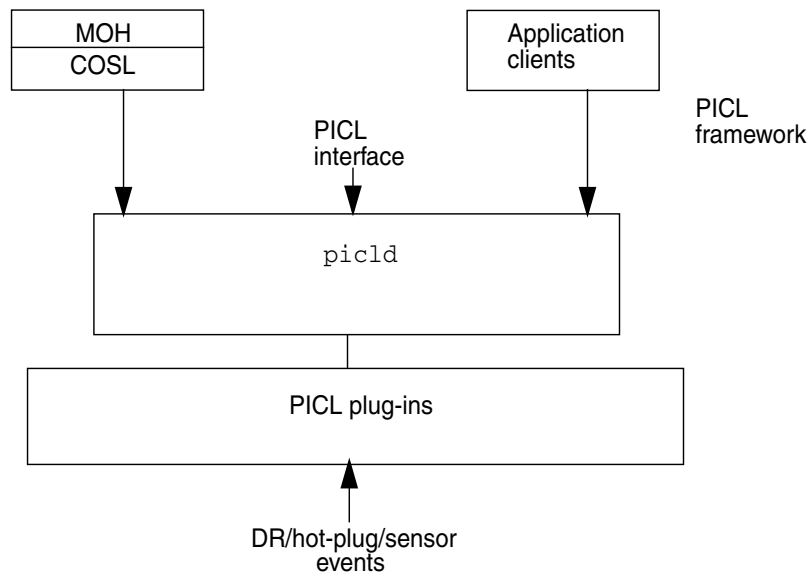 MOH
COSL
Application
clients
PICL
framework
PICL
interface
picld
PICL plug-ins
DR/hot-plug/sensor
events